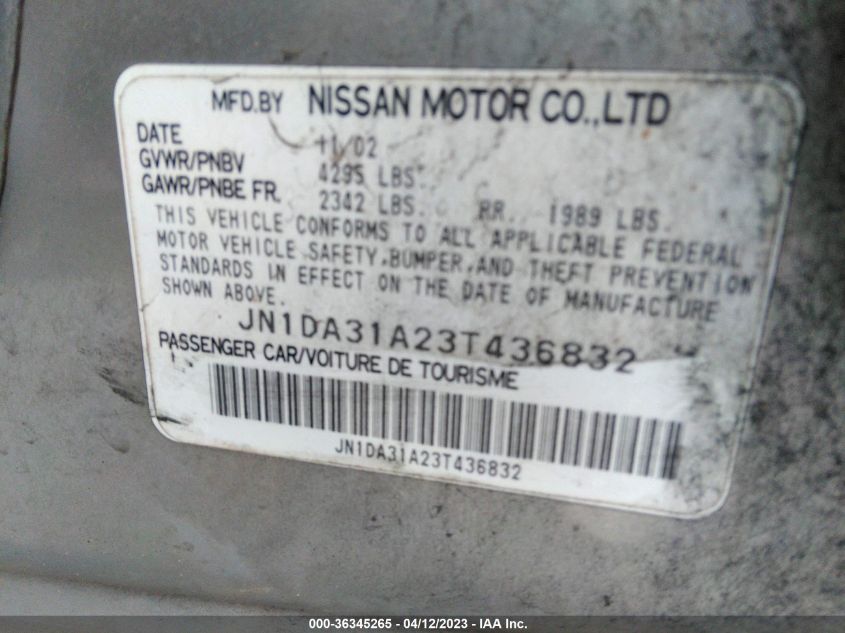 MFD.BY NISSAN MOTOR CO.,LTD
DATE 11/02
GVWR/PNBV 4295 LBS.
GAWR/PNBE FR. 2342 LBS. RR. 1989 LBS.
THIS VEHICLE CONFORMS TO ALL APPLICABLE FEDERAL
MOTOR VEHICLE SAFETY,BUMPER,AND THEFT PREVENTION
STANDARDS IN EFFECT ON THE DATE OF MANUFACTURE
SHOWN ABOVE.
JN1DA31A23T436832
PASSENGER CAR/VOITURE DE TOURISME
JN1DA31A23T436832
000-36345265 - 04/12/2023 - IAA Inc.